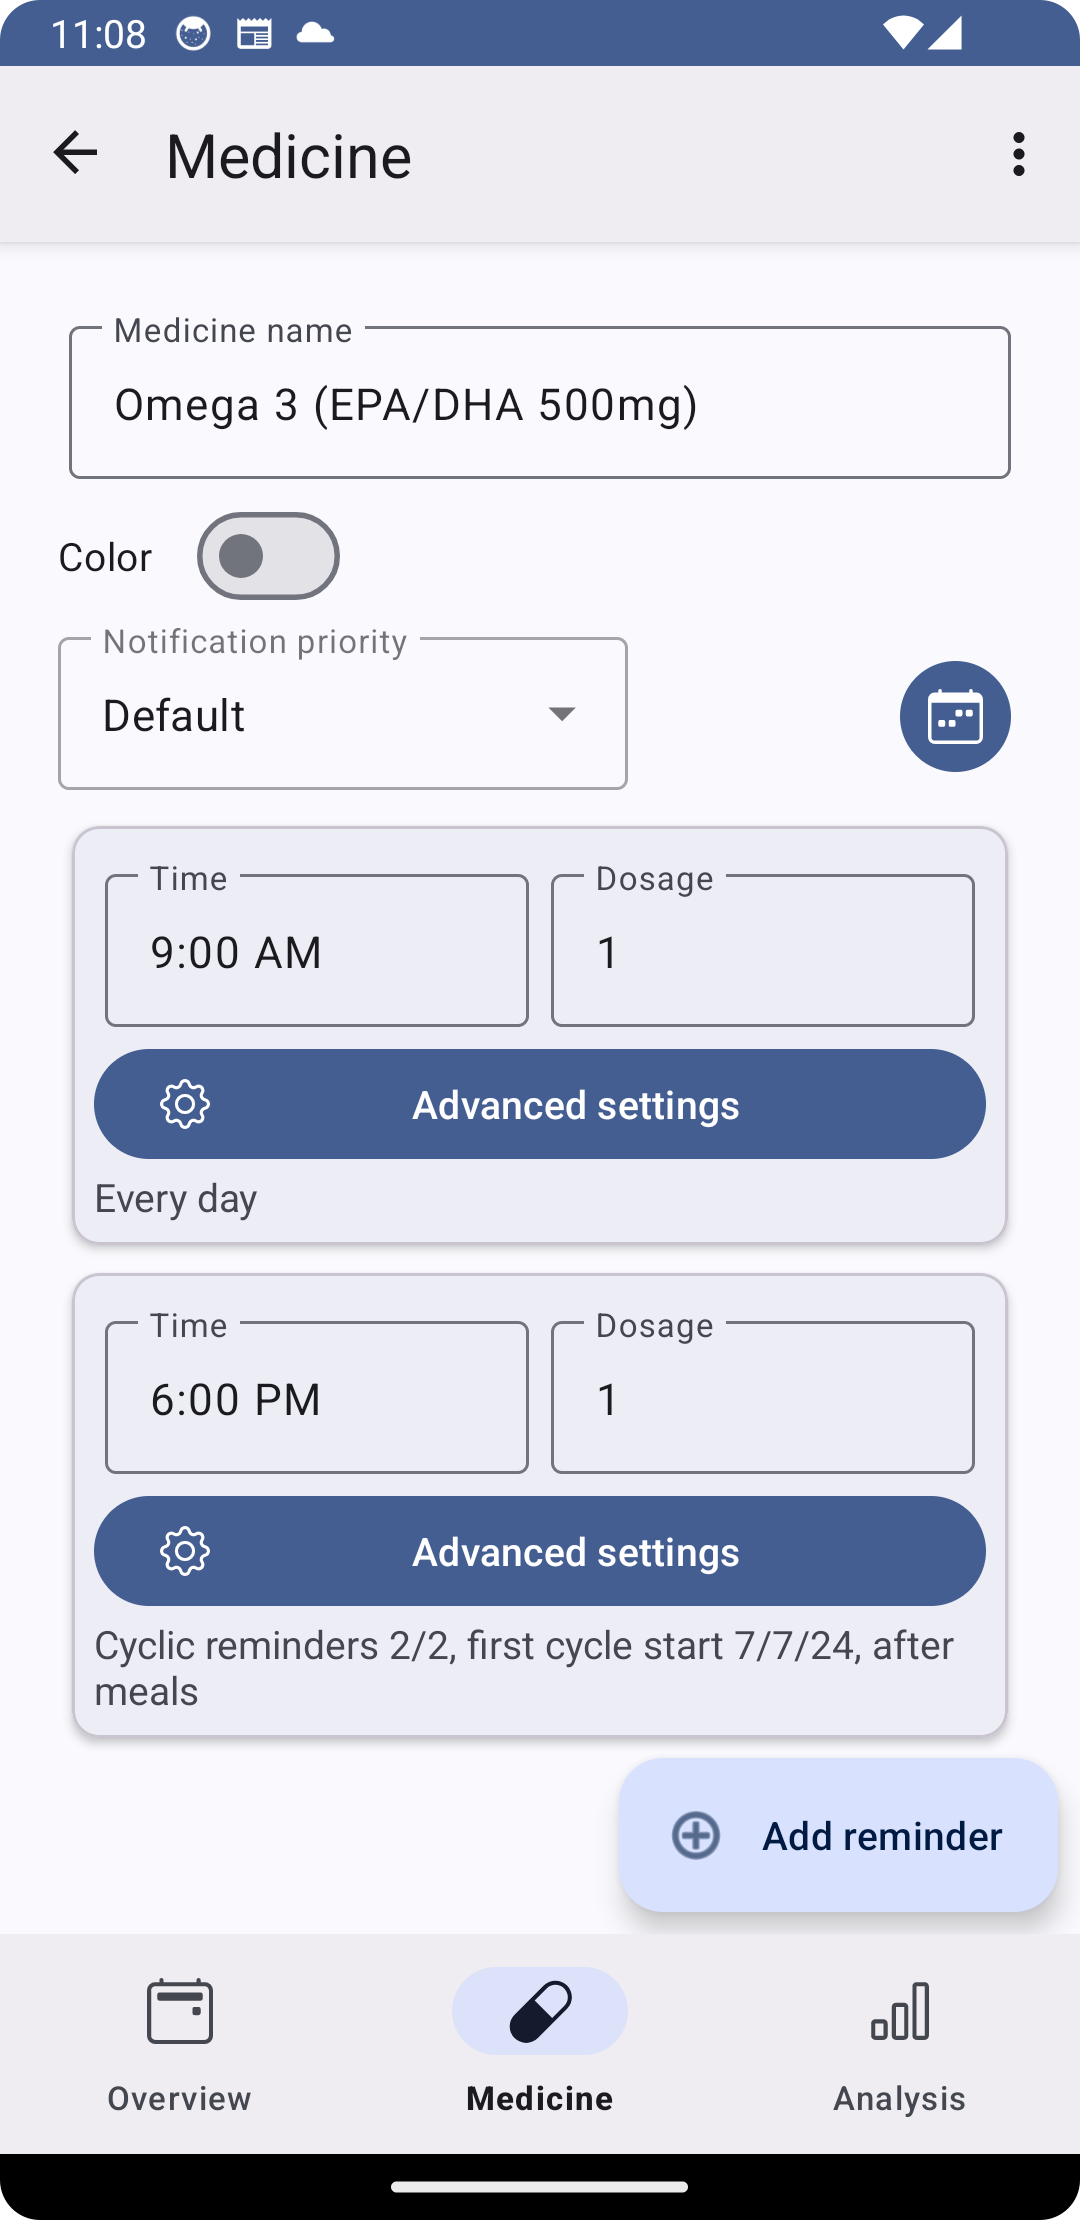 11:08
Medicine
Medicine name
Omega 3 (EPA/DHA 500mg)
Color
Notification priority
Default
Time
Dosage
9:00 AM
1
Advanced settings
Every day
Time
Dosage
6:00 PM
1
Advanced settings
Cyclic reminders 2/2, first cycle start 7/7/24, after
meals
Add reminder
Overview
Medicine
Analysis